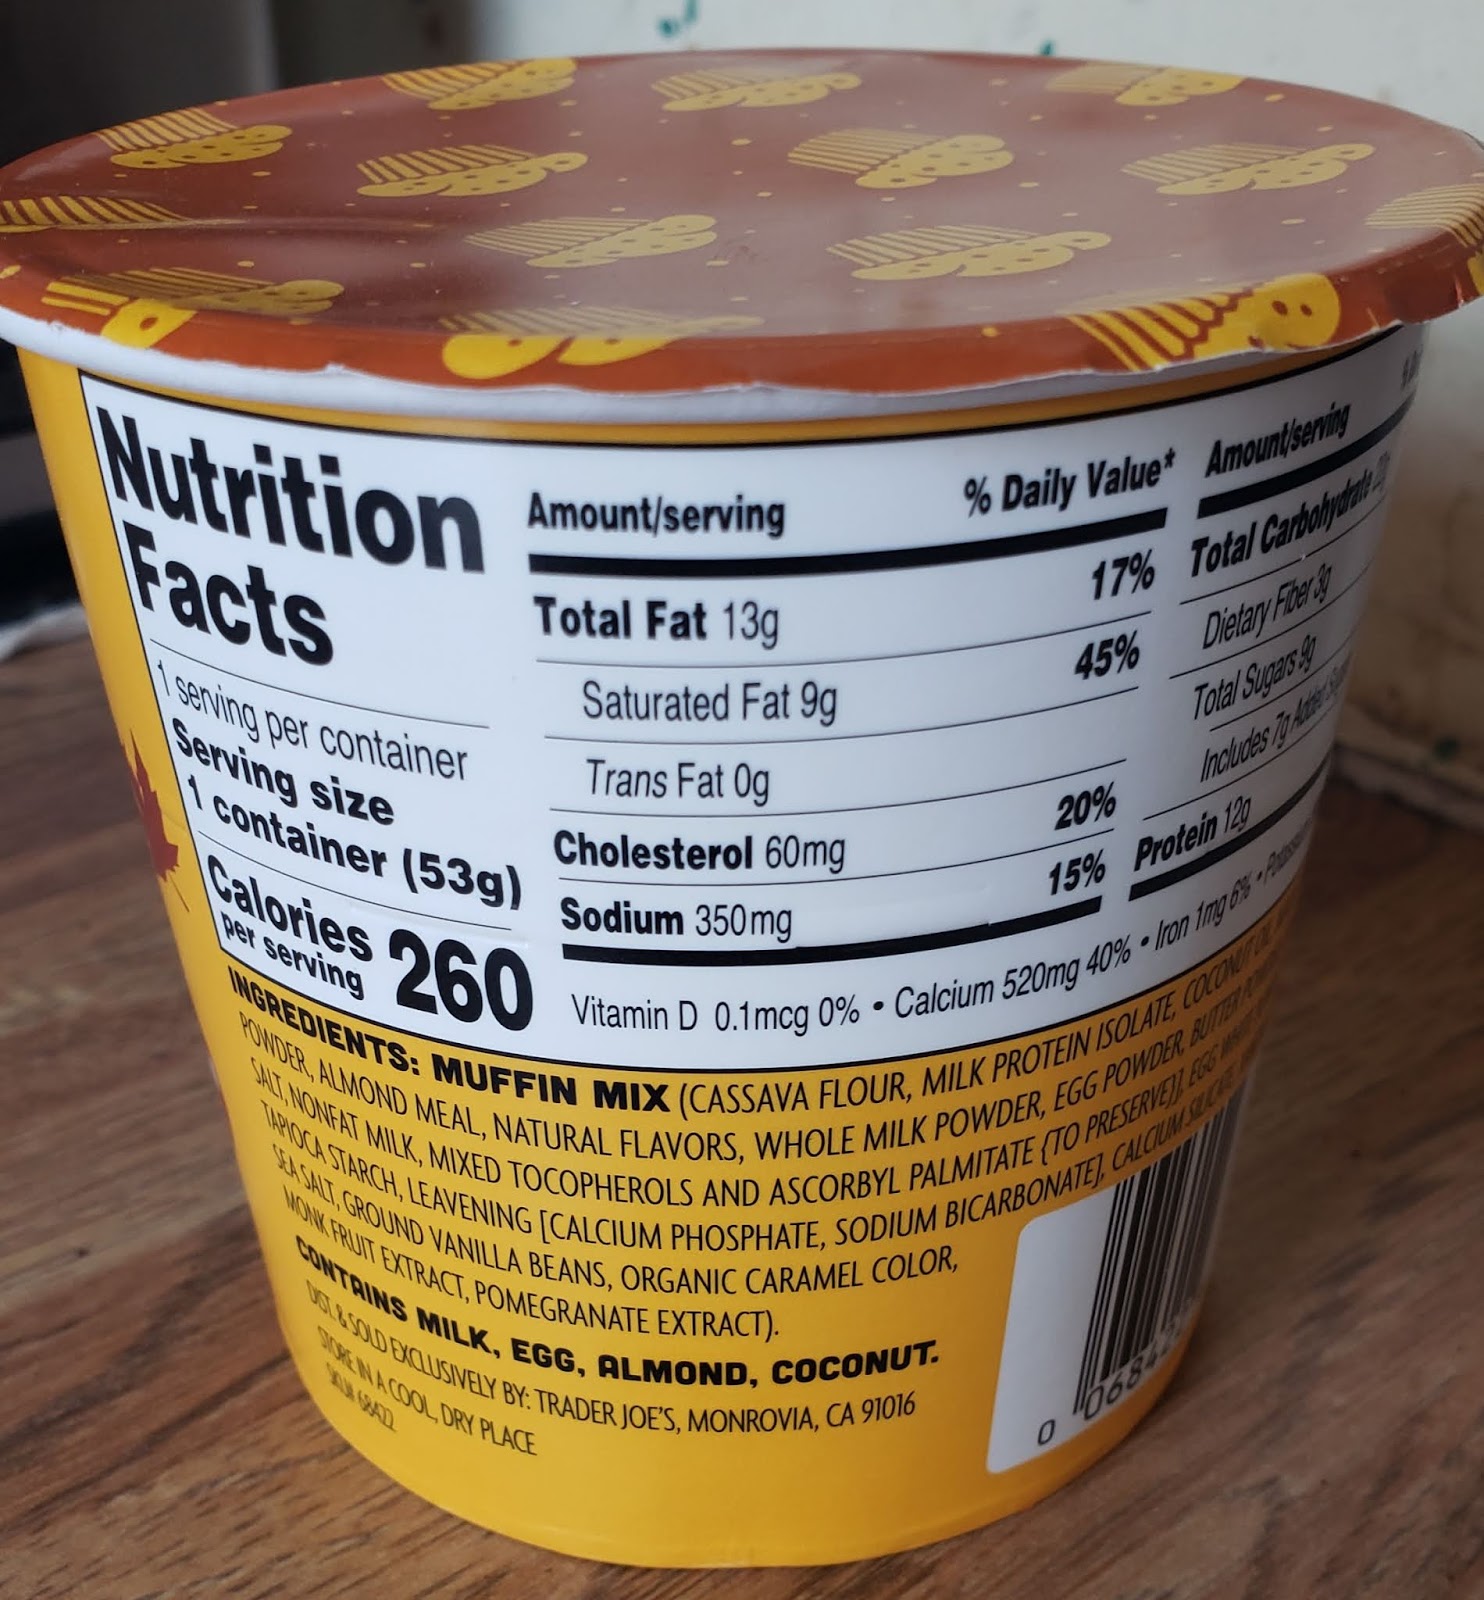 Nutrition
Facts
1 serving per container
Serving size
1 container (53g)
Calories 260
per serving
Amount/serving % Daily Value*
Total Fat 13g 17%
Saturated Fat 9g 45%
Trans Fat 0g
Cholesterol 60mg 20%
Sodium 350mg 15%
Amount/serving
Total Carbohydrate
Dietary Fiber 3g
Total Sugars 9g
Includes 7g Added
Protein 12g
Vitamin D 0.1mcg 0% • Calcium 520mg 40% • Iron 1mg 6% •
INGREDIENTS: MUFFIN MIX (CASSAVA FLOUR, MILK PROTEIN ISOLATE, COCONUT OIL
POWDER, ALMOND MEAL, NATURAL FLAVORS, WHOLE MILK POWDER, EGG POWDER, BUTTER
SALT, NONFAT MILK, MIXED TOCOPHEROLS AND ASCORBYL PALMITATE {TO PRESERVE}], EGG
TAPIOCA STARCH, LEAVENING [CALCIUM PHOSPHATE, SODIUM BICARBONATE], CALCIUM
SEA SALT, GROUND VANILLA BEANS, ORGANIC CARAMEL COLOR,
MONK FRUIT EXTRACT, POMEGRANATE EXTRACT).
CONTAINS MILK, EGG, ALMOND, COCONUT.
DIST. & SOLD EXCLUSIVELY BY: TRADER JOE'S, MONROVIA, CA 91016
STORE IN A COOL, DRY PLACE
SKU# 68422
0 0684